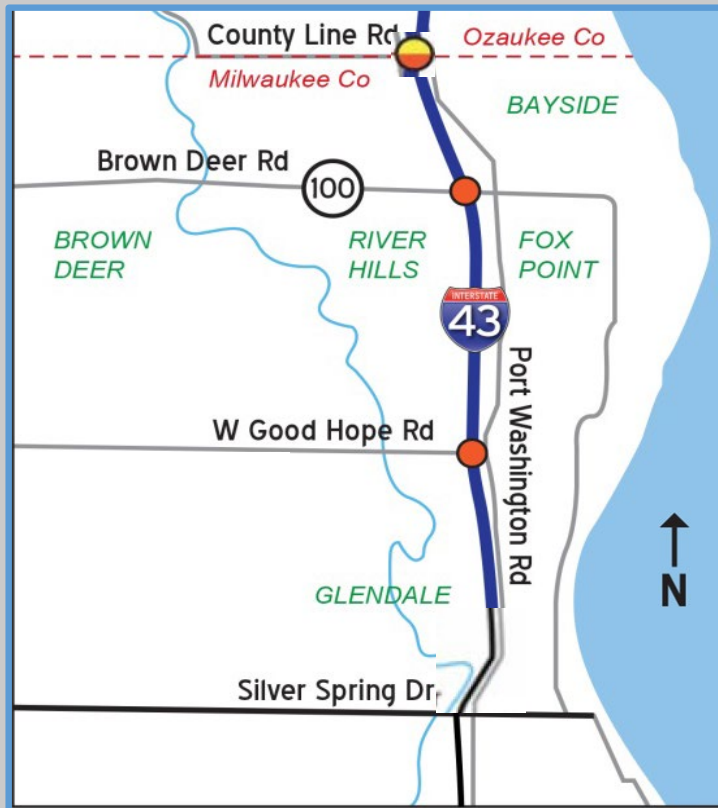 County Line Rd
Ozaukee Co
Milwaukee Co
BAYSIDE
Brown Deer Rd
100
BROWN
DEER
RIVER
HILLS
FOX
POINT
INTERSTATE
43
Port Washington Rd
W Good Hope Rd
N
GLENDALE
Silver Spring Dr